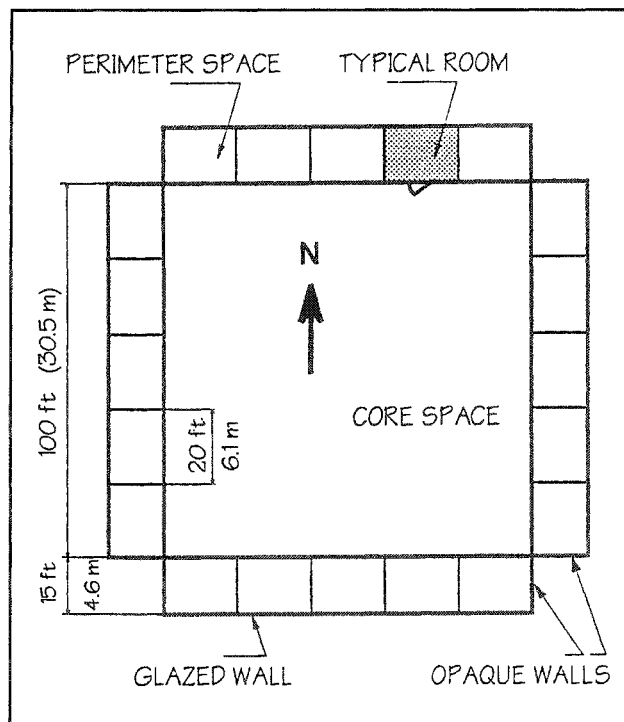 PERIMETER SPACE
TYPICAL ROOM
N
100 ft (30.5 m)
CORE SPACE
20 ft
6.1 m
15 ft
4.6 m
GLAZED WALL
OPAQUE WALLS